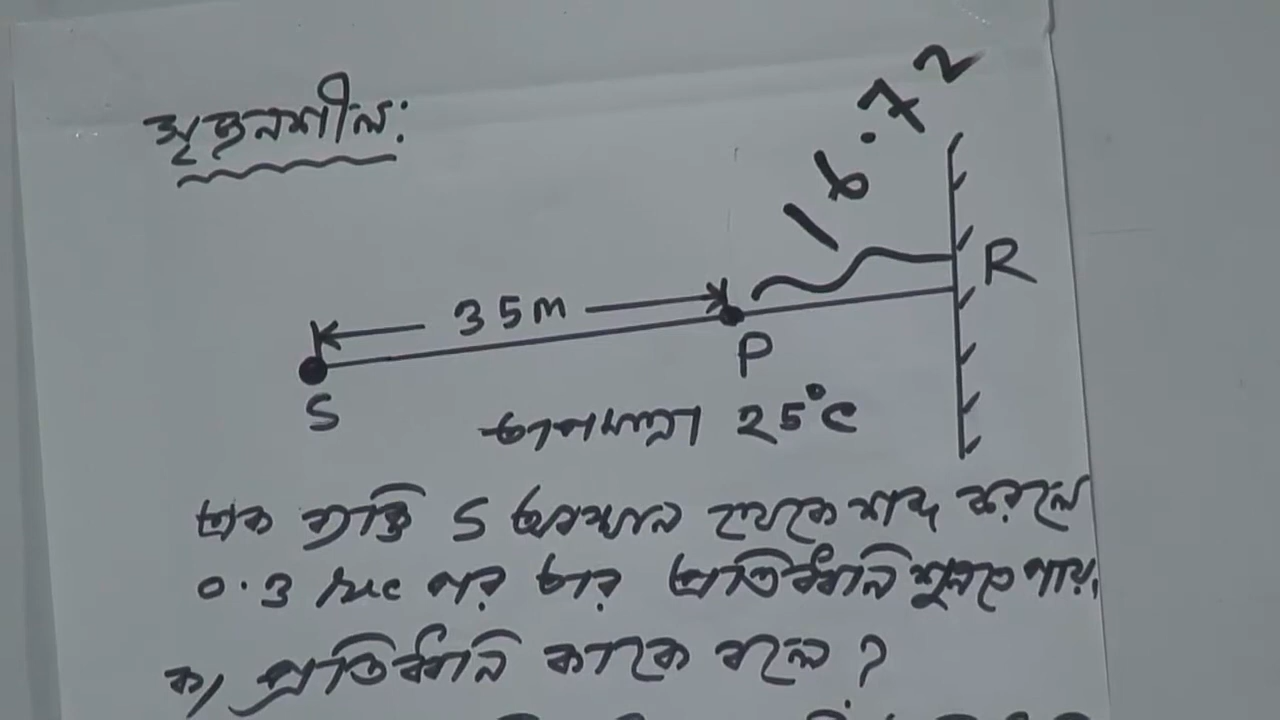 সৃজনশীল:
16.72
35m
R
P
S
তাপমাত্রা 25°C
এক ব্যক্তি S অবস্থান থেকে শব্দ করলে
0.3 sec পর তার প্রতিধ্বনি শুনতে পায়।
ক) প্রতিধ্বনি কাকে বলে?